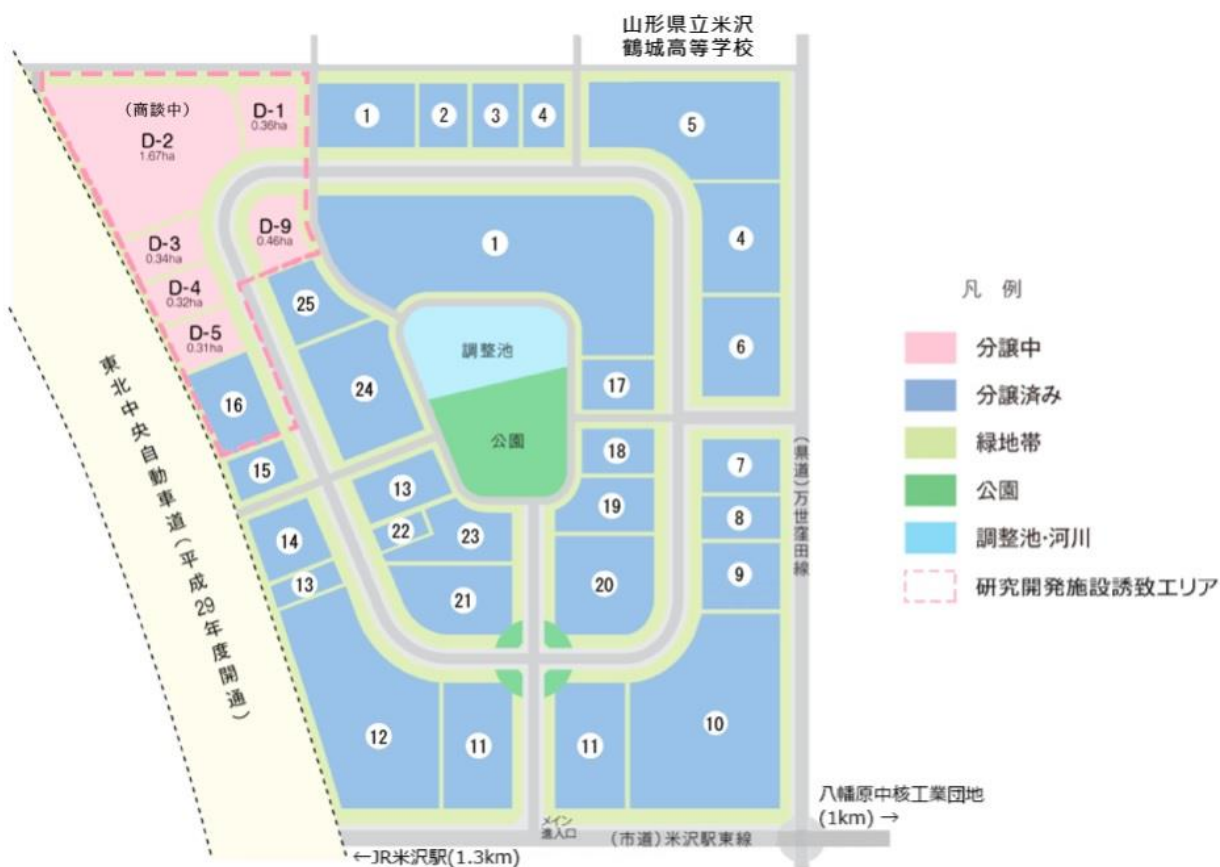 山形県立米沢
鶴城高等学校
(商談中)
D-2
1.67ha
D-1
0.36ha
1
2
3
4
5
D-3
0.34ha
D-9
0.46ha
1
4
D-4
0.32ha
25
D-5
0.31ha
調整池
6
16
24
17
公園
15
18
7
13
19
8
14
22
23
9
13
21
20
12
11
11
10
東北中央自動車道(平成29年度開通)
(県道)万世窪田線
メイン
進入口
(市道)米沢駅東線
←JR米沢駅(1.3km)
八幡原中核工業団地
(1km) →
凡 例
分譲中
分譲済み
緑地帯
公園
調整池・河川
研究開発施設誘致エリア